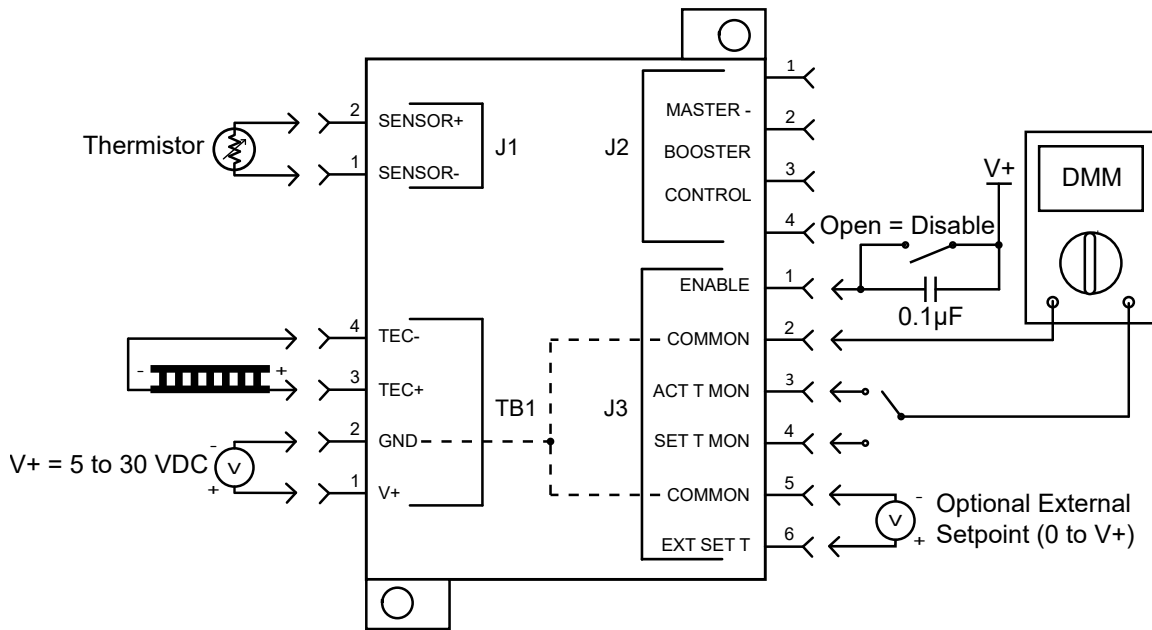 Thermistor
2
1
SENSOR+
SENSOR-
J1
J2
MASTER -
BOOSTER
CONTROL
1
2
3
4
V+
DMM
Open = Disable
0.1µF
4
3
2
1
TEC-
TEC+
GND
V+
TB1
-
+
V+ = 5 to 30 VDC
-
V
+
J3
ENABLE
COMMON
ACT T MON
SET T MON
COMMON
EXT SET T
1
2
3
4
5
6
-
V
+
Optional External
Setpoint (0 to V+)